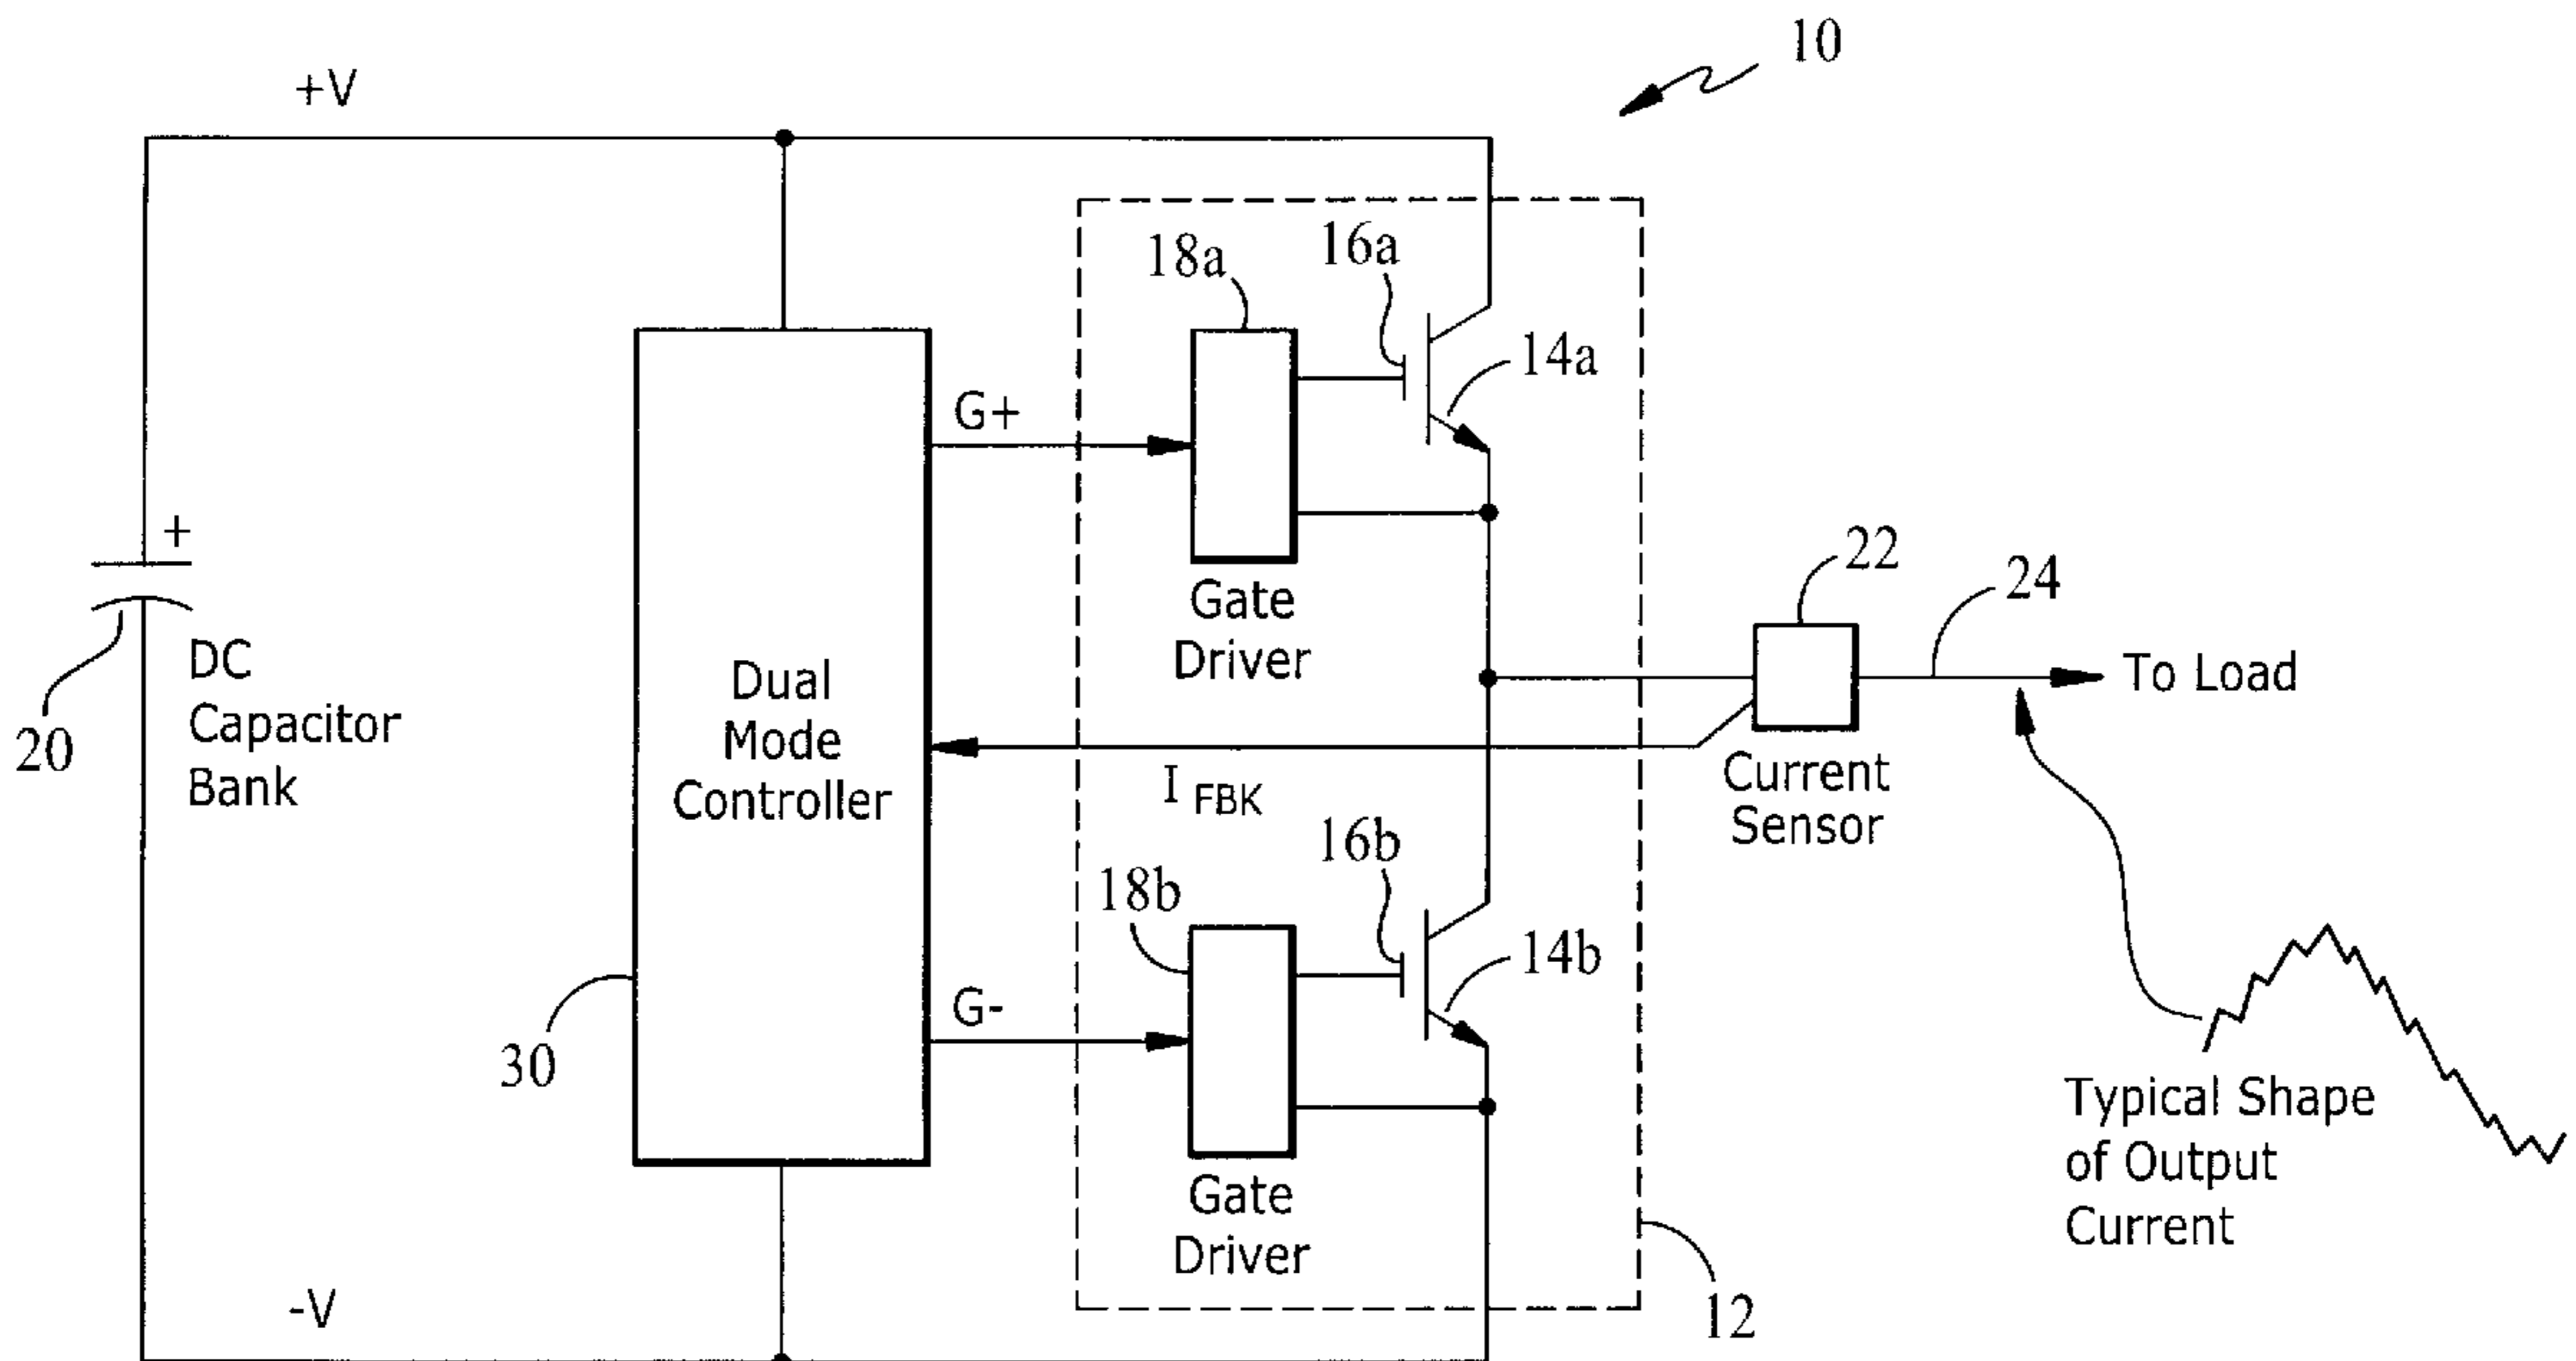 10
+V
18a
16a
14a
G+
+
20
DC
Capacitor
Bank
Dual
Mode
Controller
Gate
Driver
22
24
To Load
Current
Sensor
I FBK
16b
18b
14b
G-
30
Gate
Driver
Typical Shape
of Output
Current
-V
12